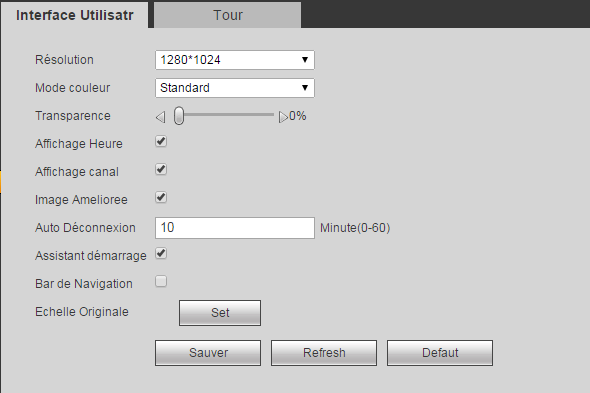 Interface Utilisatr Tour
Résolution 1280*1024
Mode couleur Standard
Transparence 0%
Affichage Heure
Affichage canal
Image Amelioree
Auto Déconnexion 10 Minute(0-60)
Assistant démarrage
Bar de Navigation
Echelle Originale Set
Sauver Refresh Defaut